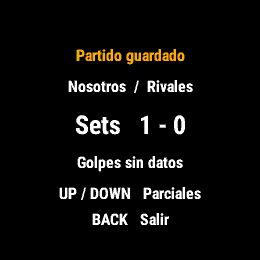 Partido guardado
Nosotros / Rivales
Sets 1 - 0
Golpes sin datos
UP / DOWN Parciales
BACK Salir